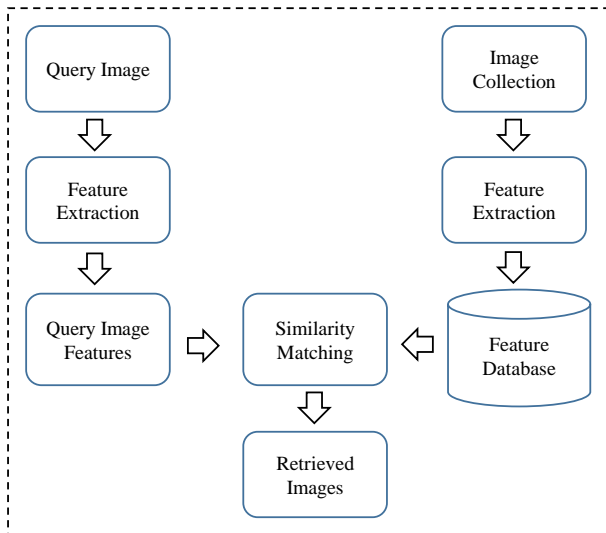 Query Image
Image
Collection
Feature
Extraction
Feature
Extraction
Query Image
Features
Similarity
Matching
Feature
Database
Retrieved
Images